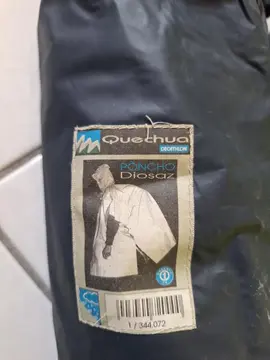 Quechua
DECATHLON
PONCHO
Diosaz
1 / 344.072